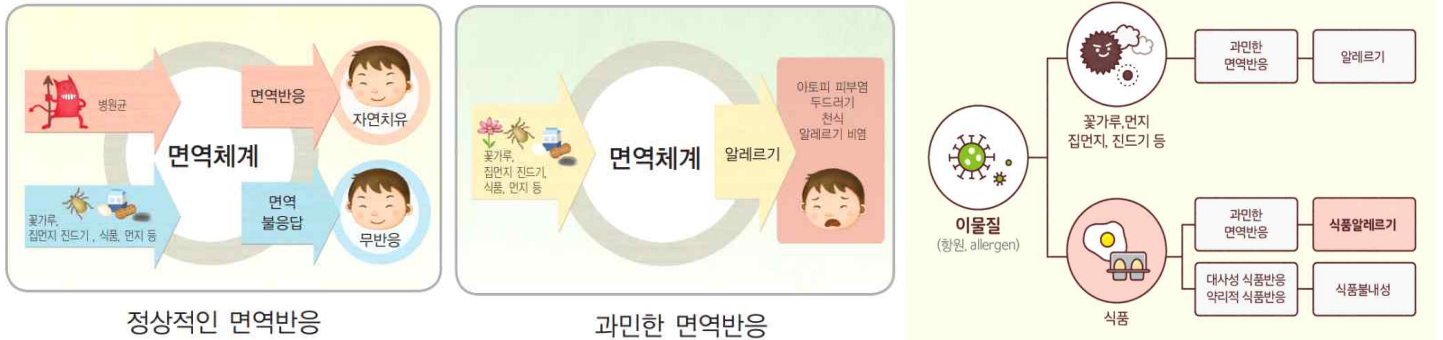 병원균
면역반응
자연치유
면역체계
꽃가루,
집먼지 진드기 , 식품, 먼지 등
면역
불응답
무반응
정상적인 면역반응
꽃가루,
집먼지 진드기,
식품, 먼지 등
면역체계
알레르기
아토피 피부염
두드러기
천식
알레르기 비염
과민한 면역반응
이물질
(항원, allergen)
꽃가루,먼지
집먼지, 진드기 등
과민한
면역반응
알레르기
식품
과민한
면역반응
식품알레르기
대사성 식품반응
약리적 식품반응
식품불내성